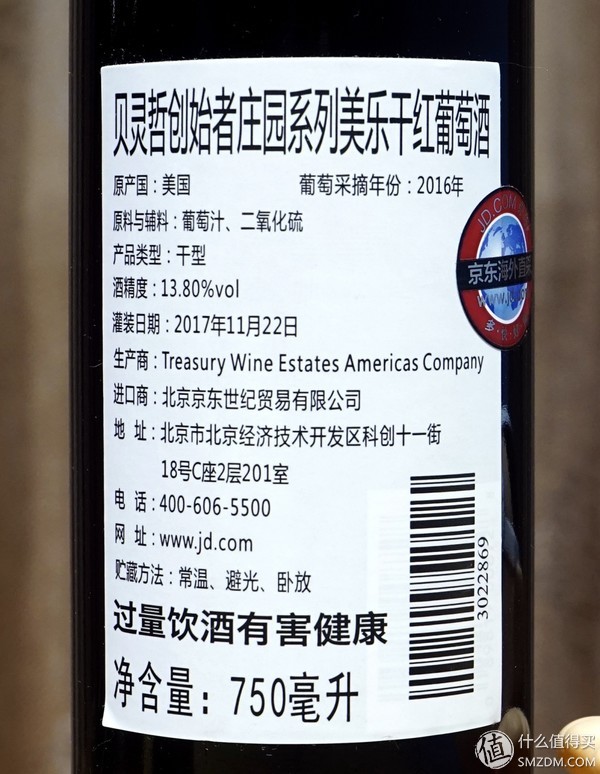 贝灵哲创始者庄园系列美乐干红葡萄酒
原产国：美国 葡萄采摘年份：2016年
原料与辅料：葡萄汁、二氧化硫
产品类型：干型
酒精度：13.80%vol
灌装日期：2017年11月22日
生产商：Treasury Wine Estates Americas Company
进口商：北京京东世纪贸易有限公司
地 址：北京市北京经济技术开发区科创十一街
18号C座2层201室
电 话：400-606-5500
网 址：www.jd.com
贮藏方法：常温、避光、卧放
过量饮酒有害健康
净含量：750毫升
3022869
JD.COM
京东海外直采
www.jd
值 什么值得买
SMZDM.COM